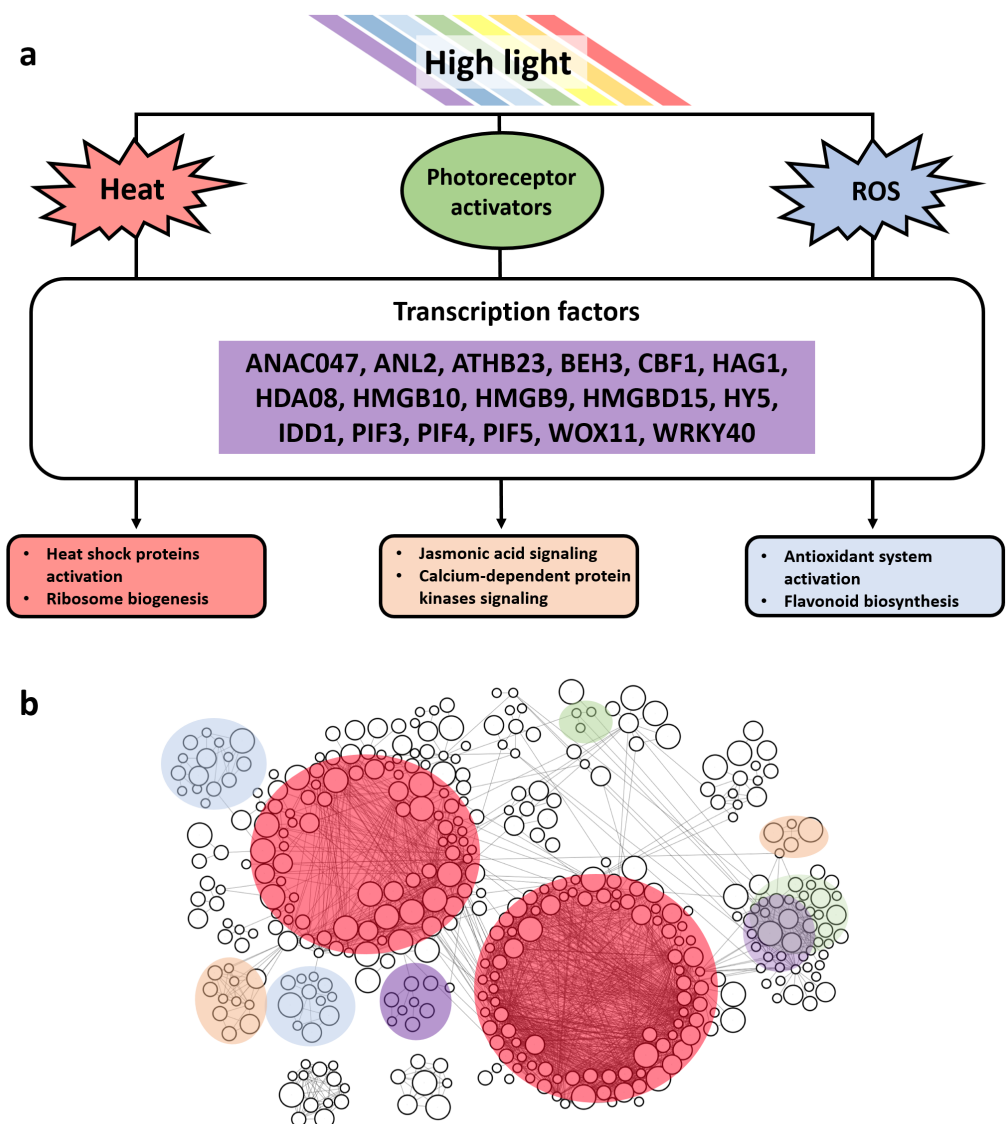 a
High light
Heat
Photoreceptor
activators
ROS
Transcription factors
ANAC047, ANL2, ATHB23, BEH3, CBF1, HAG1,
HDA08, HMGB10, HMGB9, HMGBD15, HY5,
IDD1, PIF3, PIF4, PIF5, WOX11, WRKY40
• Heat shock proteins
activation
• Ribosome biogenesis
• Jasmonic acid signaling
• Calcium-dependent protein
kinases signaling
• Antioxidant system
activation
• Flavonoid biosynthesis
b